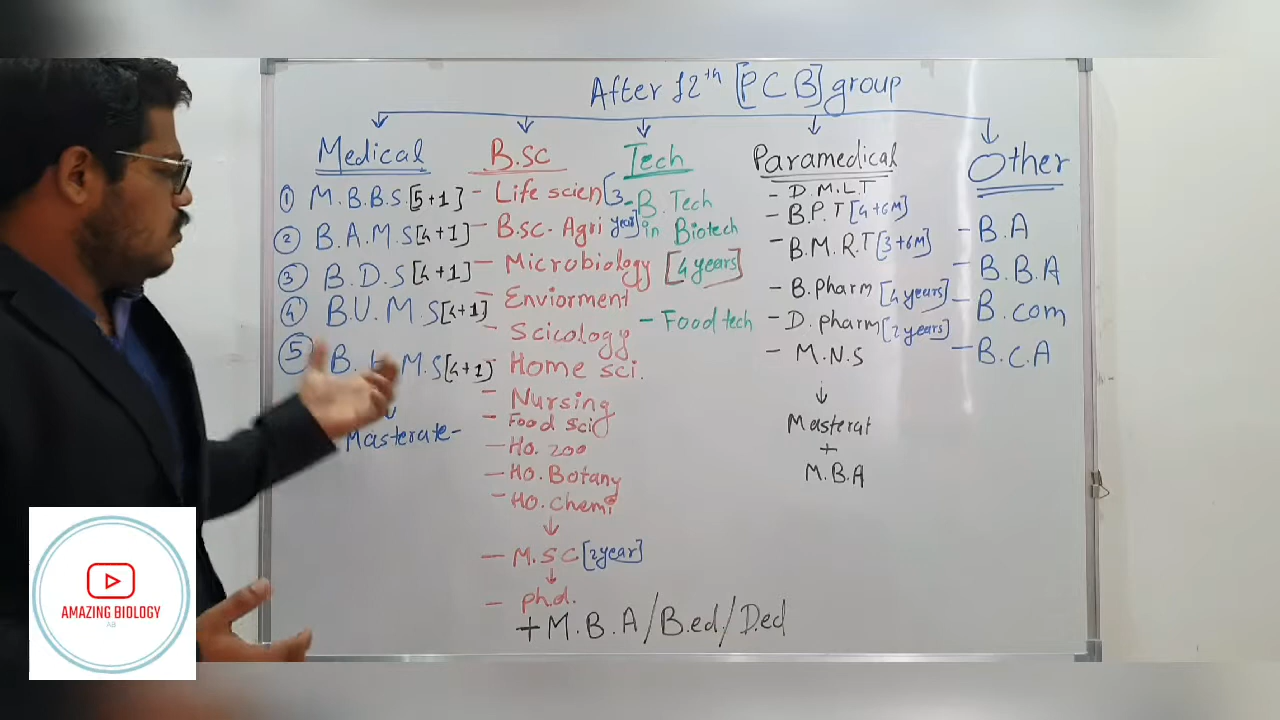 After 12th [PCB] group
Medical
① M.B.B.S [5+1]
② B.A.M.S [4+1]
③ B.D.S [4+1]
④ B.U.M.S [4+1]
⑤ B. M.S [4+1]
Masterate-
B.sc
- Life scien [3 year]
- B.sc. Agri
- Microbiology
- Enviorment
- Scicology
- Home sci.
- Nursing
- Food sci
- Ho. zoo
- Ho. Botany
- Ho. Chemi
↓
- M.SC [2year]
↓
- ph.d.
+ M.B.A/B.ed/D.ed
Tech
- B.Tech
in Biotech
[4 years]
- Food tech
Paramedical
- D.M.L.T
- B.P.T [4+6M]
- B.M.R.T [3+6M]
- B.pharm [4 years]
- D.pharm [2 years]
- M.N.S
↓
Masterat
+
M.B.A
Other
- B.A
- B.B.A
- B.com
- B.C.A
AMAZING BIOLOGY
AB